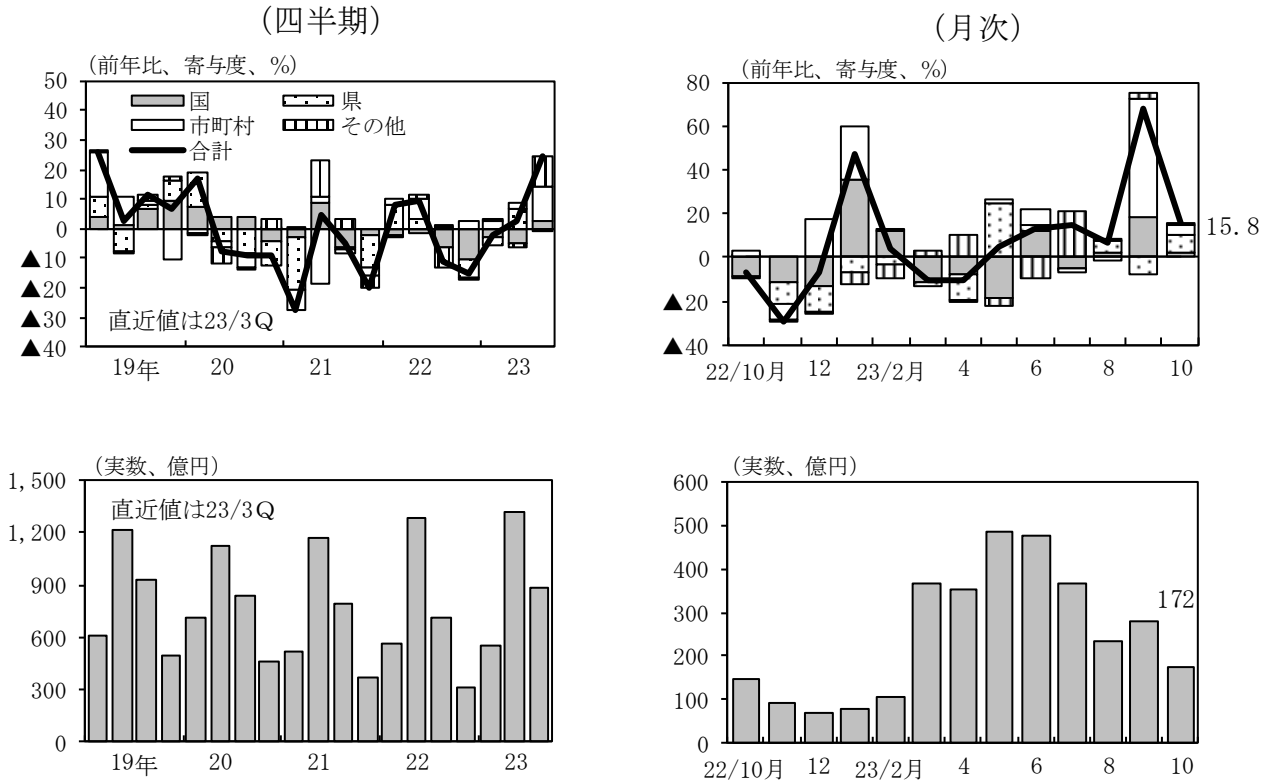 (四半期)
(前年比、寄与度、%)
50
40
30
20
10
0
▲10
▲20
▲30
▲40
国
県
市町村
その他
合計
直近値は23/3Q
19年 20 21 22 23
(月次)
(前年比、寄与度、%)
80
60
40
20
0
▲20
▲40
15.8
22/10月 12 23/2月 4 6 8 10
(実数、億円)
1,500
1,200
900
600
300
0
直近値は23/3Q
19年 20 21 22 23
(実数、億円)
600
500
400
300
200
100
0
172
22/10月 12 23/2月 4 6 8 10